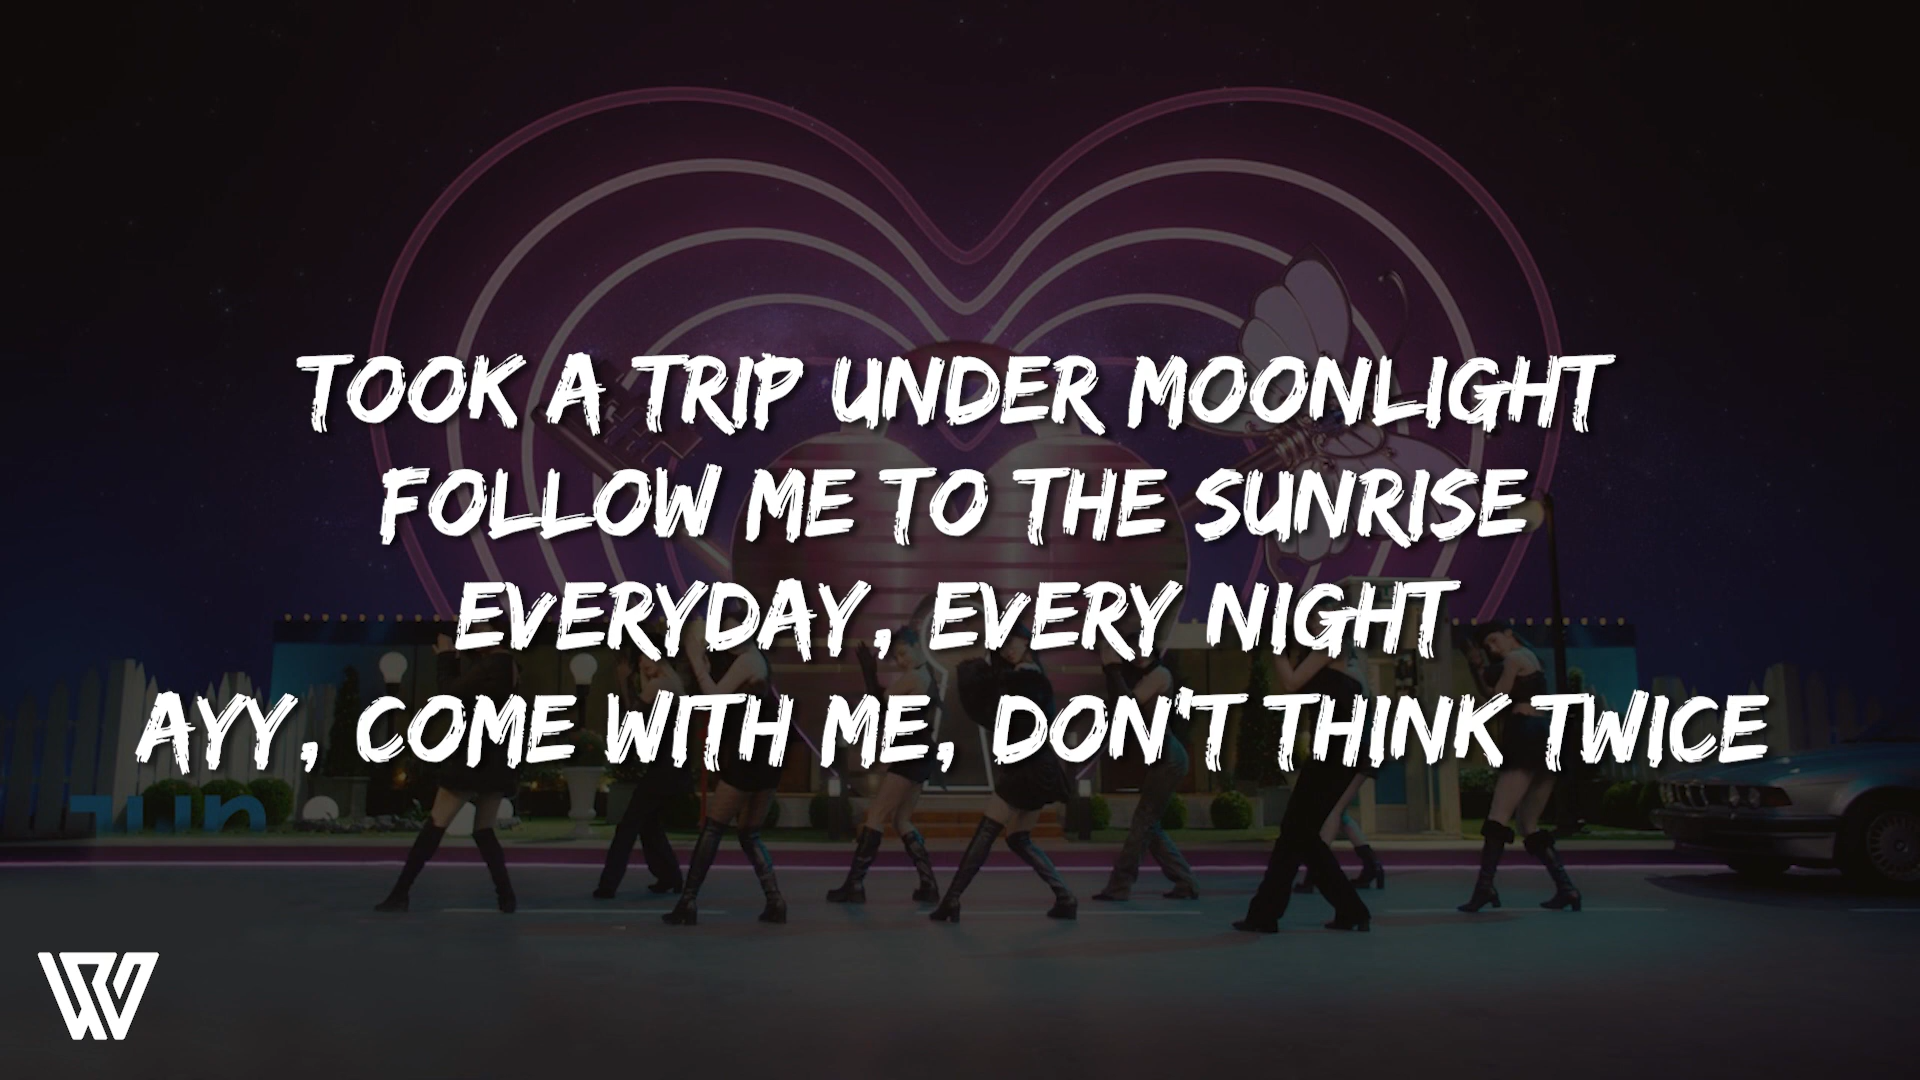 TOOK A TRIP UNDER MOONLIGHT
FOLLOW ME TO THE SUNRISE
EVERYDAY, EVERY NIGHT
AYY, COME WITH ME, DON'T THINK TWICE